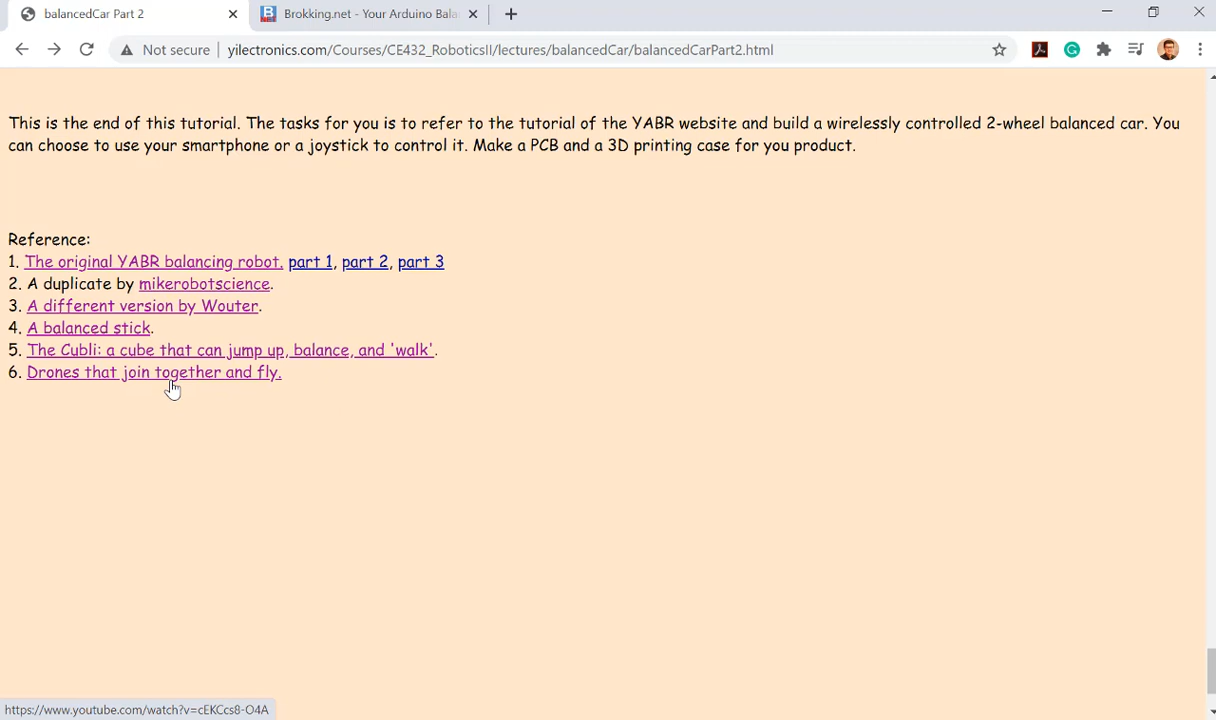 balancedCar Part 2
Brokking.net - Your Arduino Bala
Not secure
yilectronics.com/Courses/CE432_RoboticsII/lectures/balancedCar/balancedCarPart2.html
This is the end of this tutorial. The tasks for you is to refer to the tutorial of the YABR website and build a wirelessly controlled 2-wheel balanced car. You
can choose to use your smartphone or a joystick to control it. Make a PCB and a 3D printing case for you product.
Reference:
1. The original YABR balancing robot. part 1, part 2, part 3
2. A duplicate by mikerobotscience.
3. A different version by Wouter.
4. A balanced stick.
5. The Cubli: a cube that can jump up, balance, and 'walk'.
6. Drones that join together and fly.
https://www.youtube.com/watch?v=cEKCcs8-O4A